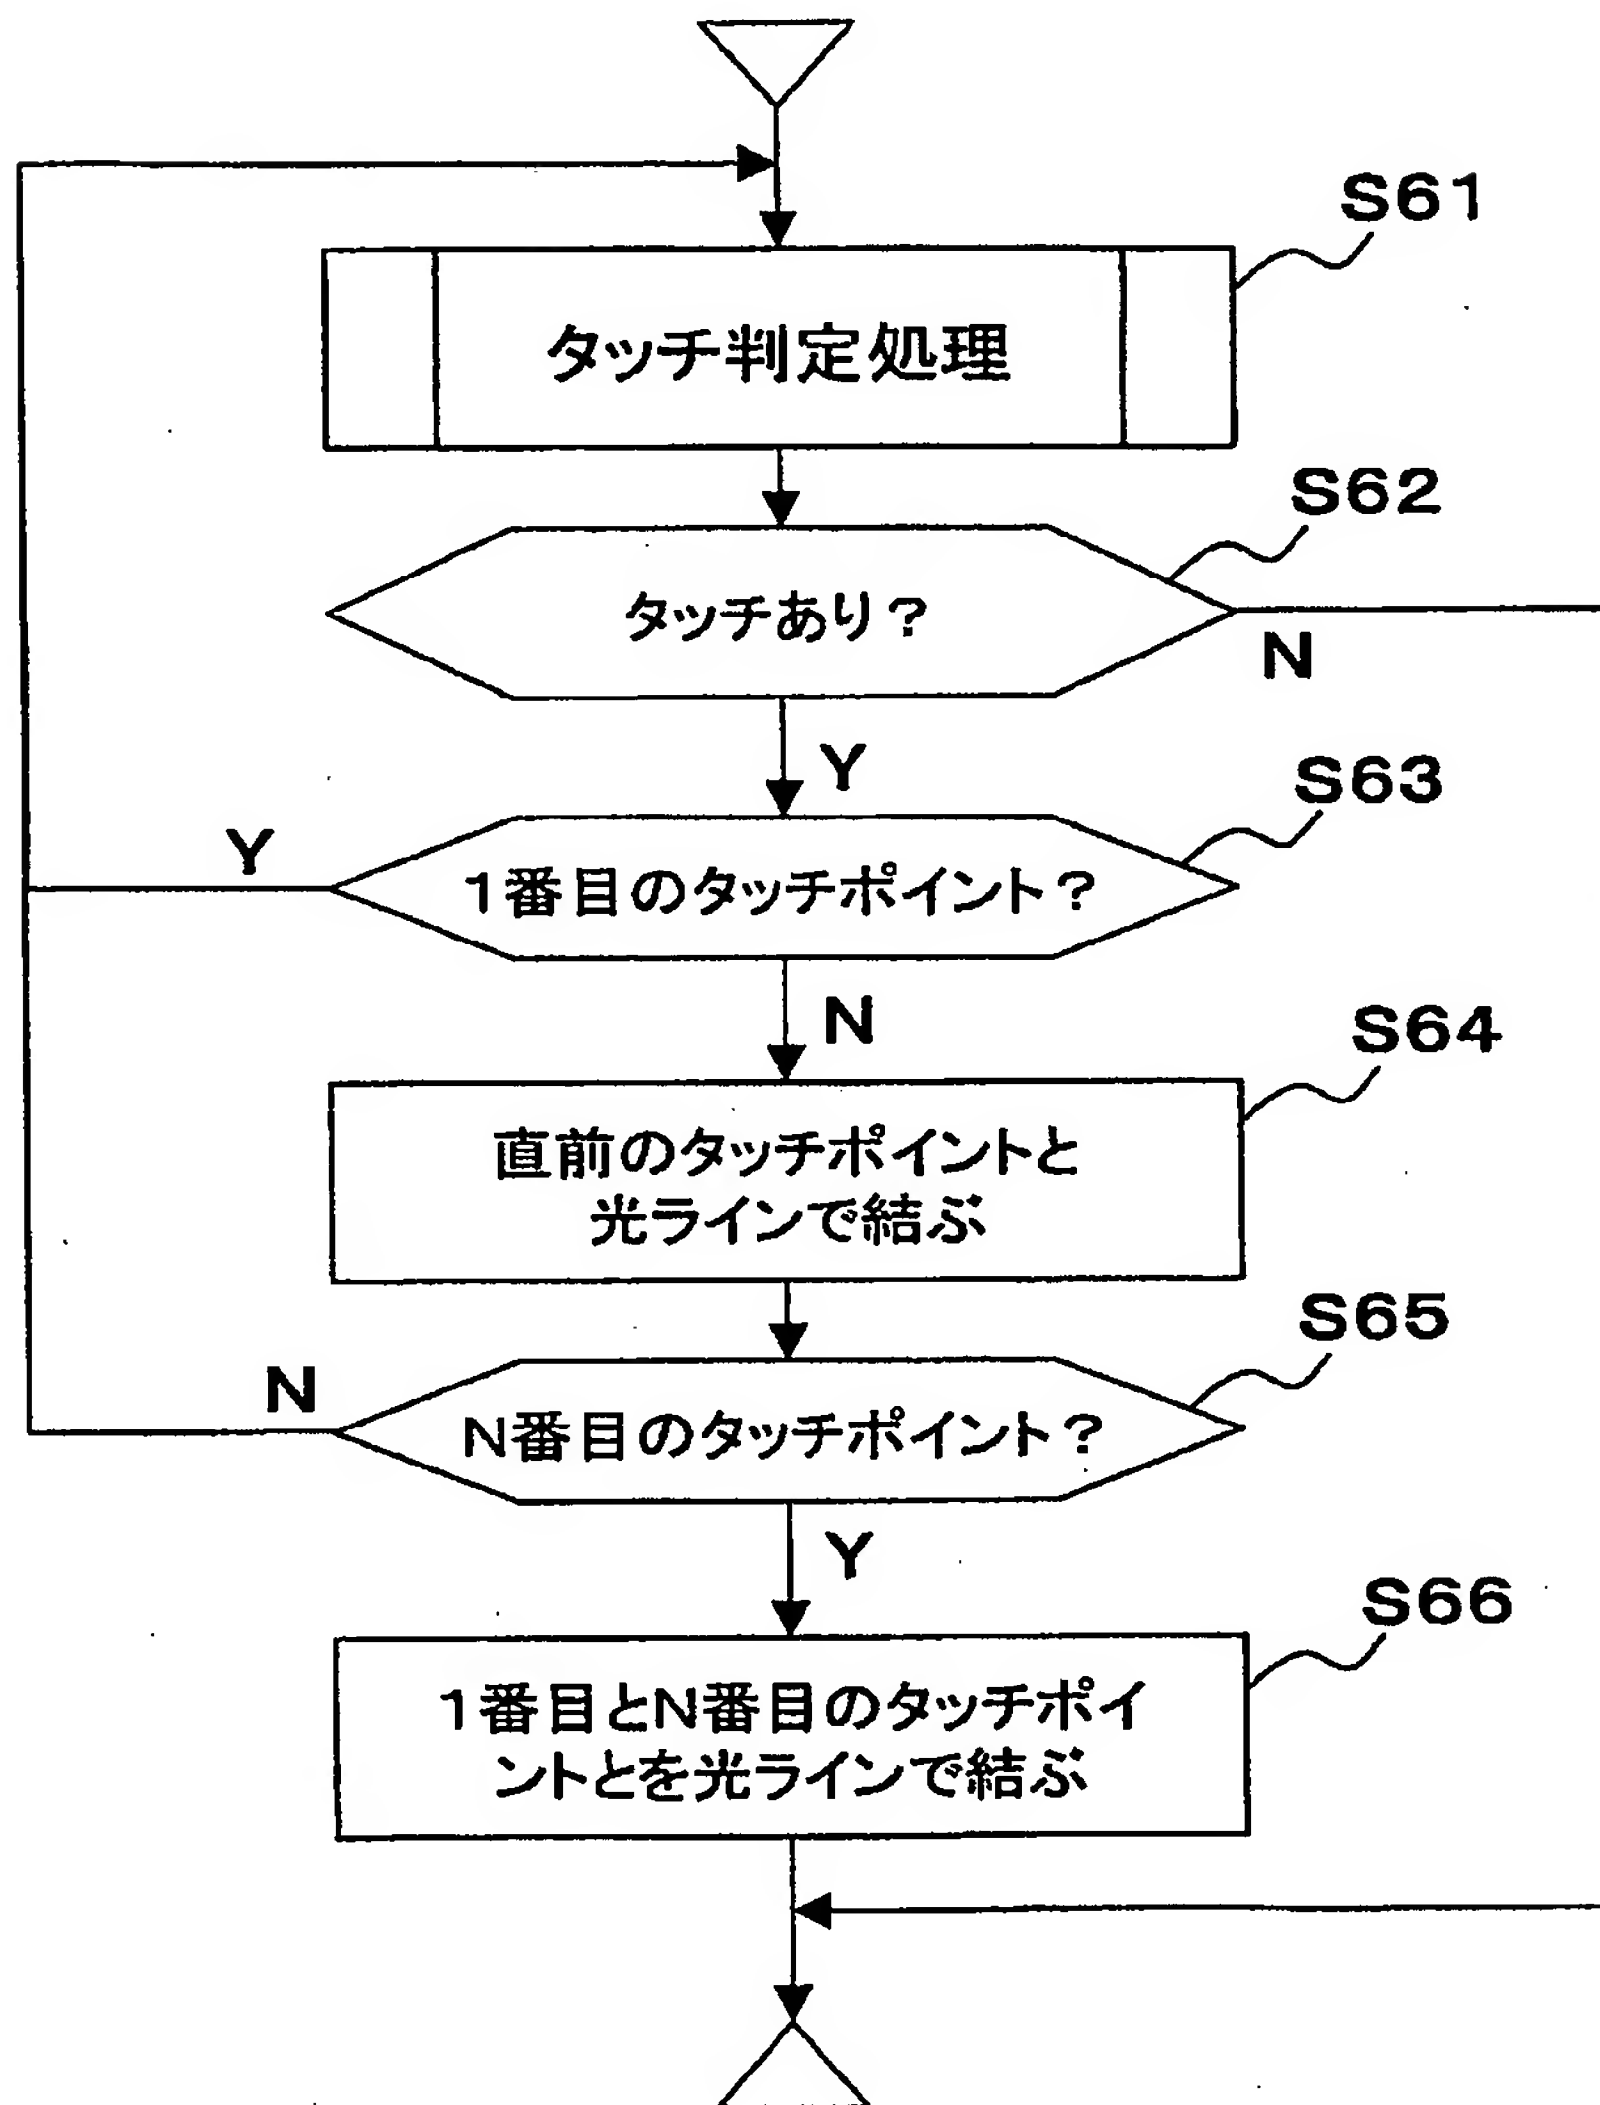 S61
タッチ判定処理
S62
タッチあり？
N
Y
S63
Y
1番目のタッチポイント？
N
S64
直前のタッチポイントと
光ラインで結ぶ
S65
N
N番目のタッチポイント？
Y
S66
1番目とN番目のタッチポイ
ントとを光ラインで結ぶ